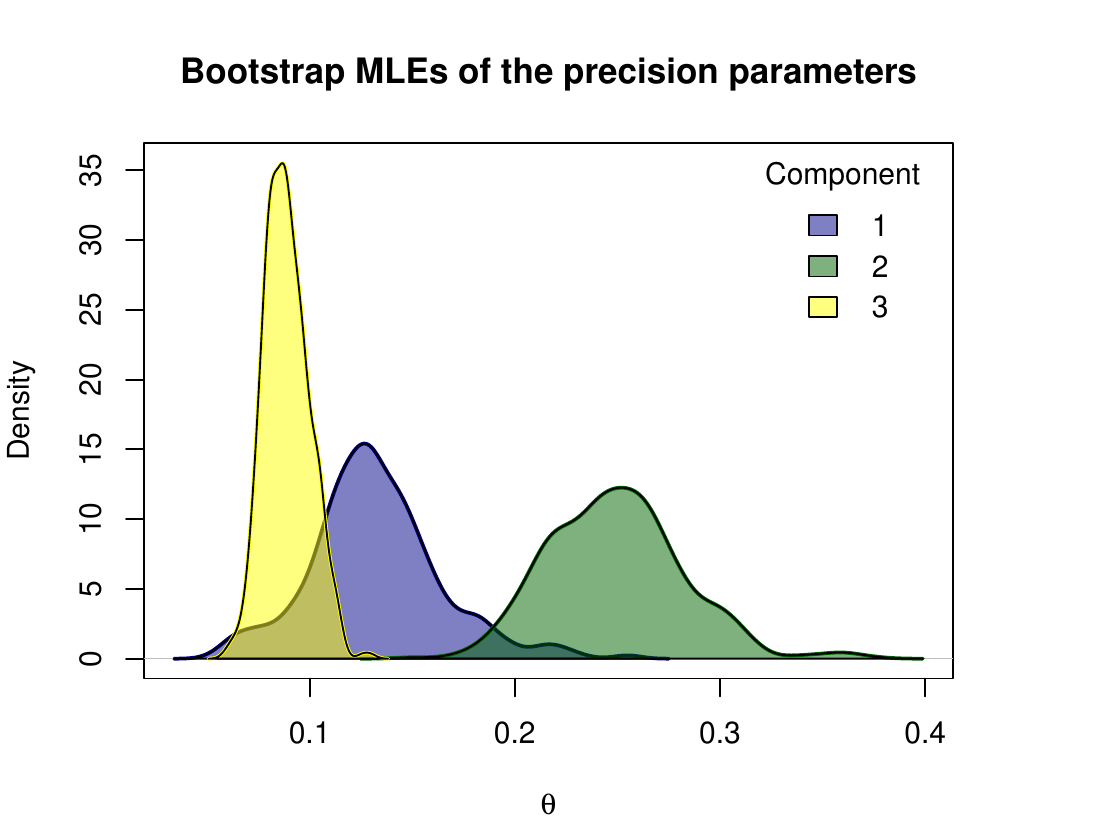 Bootstrap MLEs of the precision parameters
Density
35
30
25
20
15
10
5
0
Component
1
2
3
0.1 0.2 0.3 0.4
θ